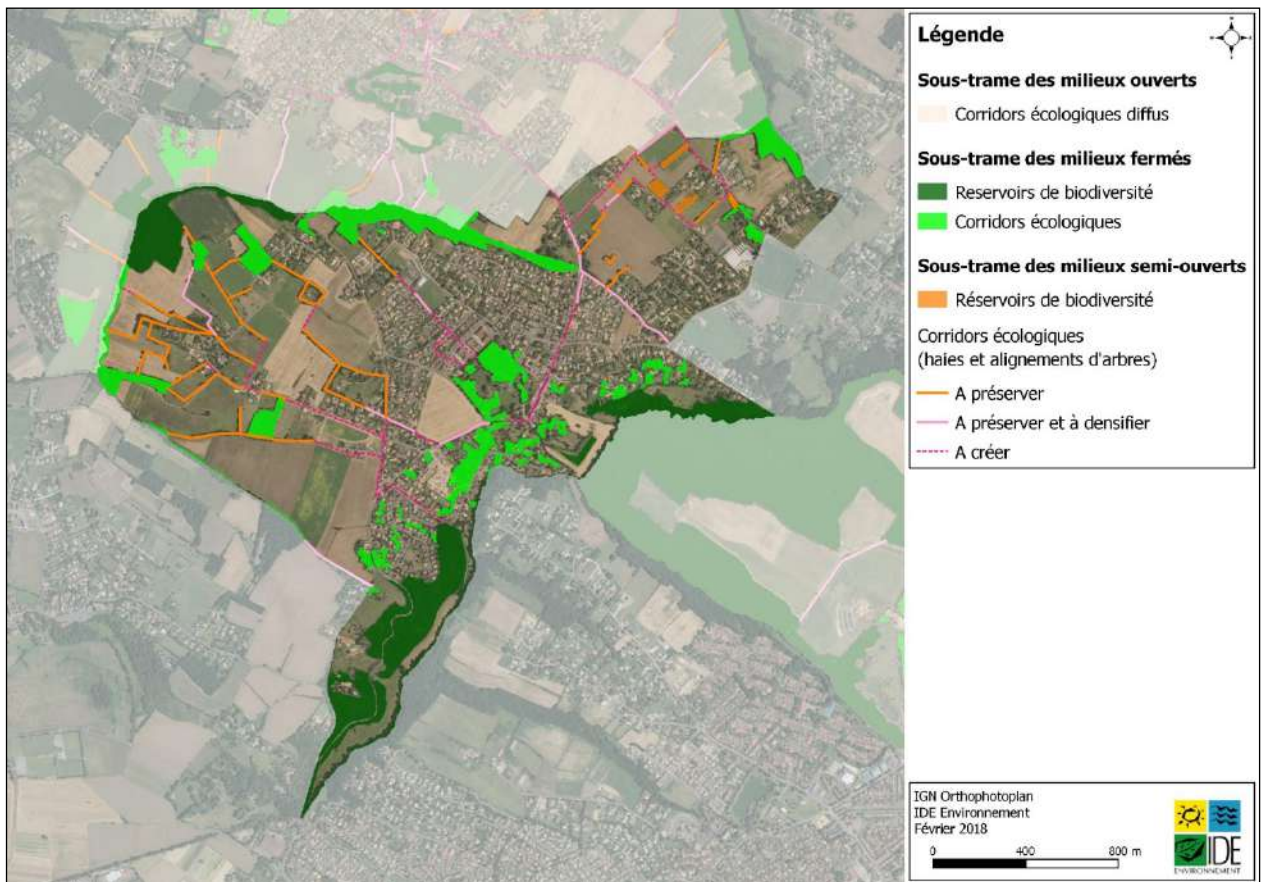 Légende
Sous-trame des milieux ouverts
Corridors écologiques diffus
Sous-trame des milieux fermés
Reservoirs de biodiversité
Corridors écologiques
Sous-trame des milieux semi-ouverts
Réservoirs de biodiversité
Corridors écologiques
(haies et alignements d'arbres)
A préserver
A préserver et à densifier
A créer
IGN Orthophotoplan
IDE Environnement
Février 2018
0 400 800 m
IDE
ENVIRONNEMENT